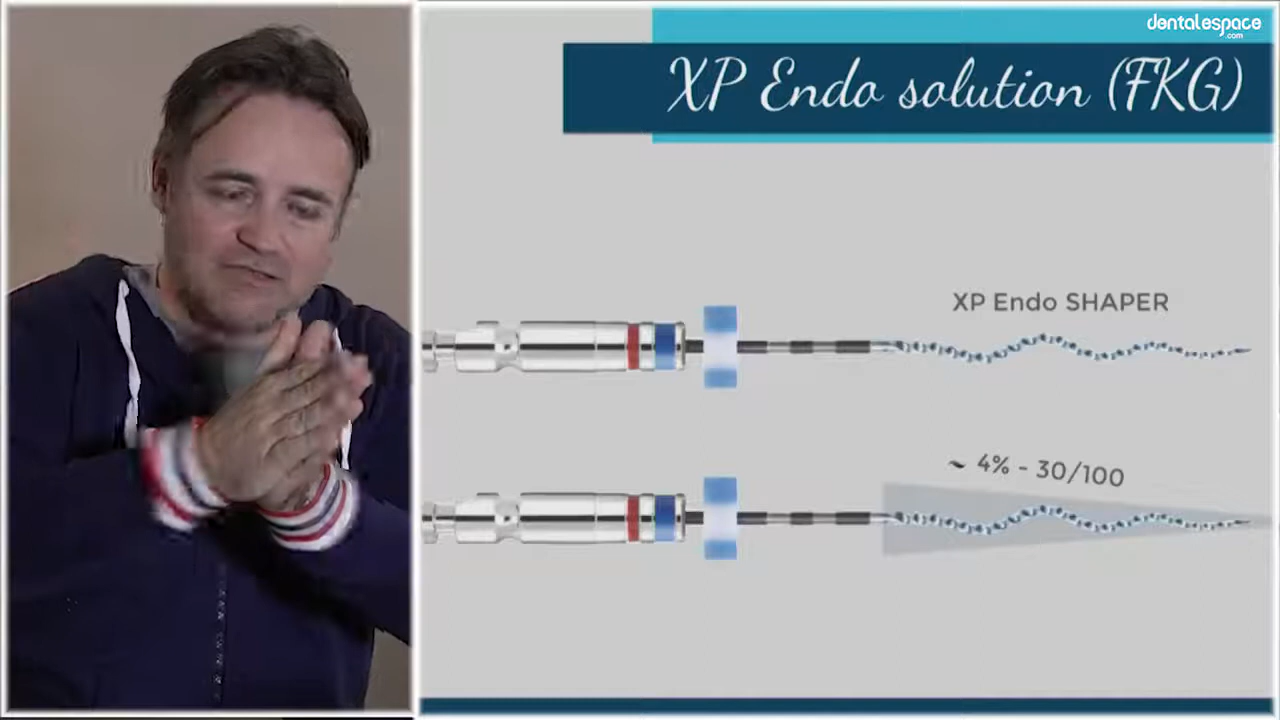 dentalespace
.com
XP Endo solution (FKG)
XP Endo SHAPER
~ 4% - 30/100